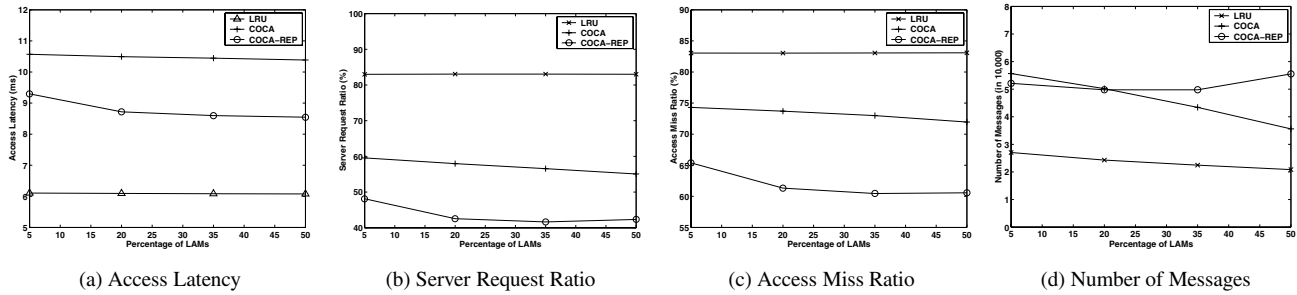 12
11
10
9
8
7
6
5
Access Latency (ms)
LRU
COCA
COCA-REP
5 10 15 20 25 30 35 40 45 50
Percentage of LAMs
(a) Access Latency
100
90
80
70
60
50
40
Server Request Ratio (%)
LRU
COCA
COCA-REP
5 10 15 20 25 30 35 40 45 50
Percentage of LAMs
(b) Server Request Ratio
90
85
80
75
70
65
60
55
Access Miss Ratio (%)
LRU
COCA
COCA-REP
5 10 15 20 25 30 35 40 45 50
Percentage of LAMs
(c) Access Miss Ratio
8
7
6
5
4
3
2
1
0
Number of Messages (in 10,000)
LRU
COCA
COCA-REP
5 10 15 20 25 30 35 40 45 50
Percentage of LAMs
(d) Number of Messages